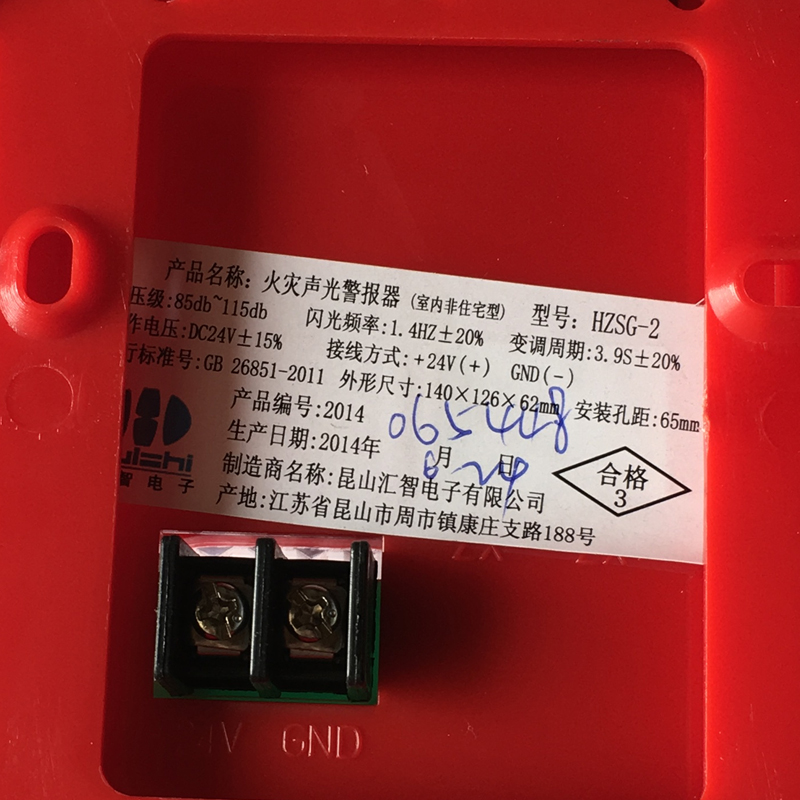 产品名称：火灾声光警报器（室内非住宅型） 型号：HZSG-2
压级:85db~115db 闪光频率:1.4HZ±20% 变调周期:3.9S±20%
作电压:DC24V±15% 接线方式:+24V(+) GND(-)
行标准号:GB 26851-2011 外形尺寸:140×126×62mm 安装孔距:65mm
产品编号:2014 065408
生产日期:2014年 8月 24日
制造商名称:昆山汇智电子有限公司
产地:江苏省昆山市周市镇康庄支路188号
合格
3
智电子
GND